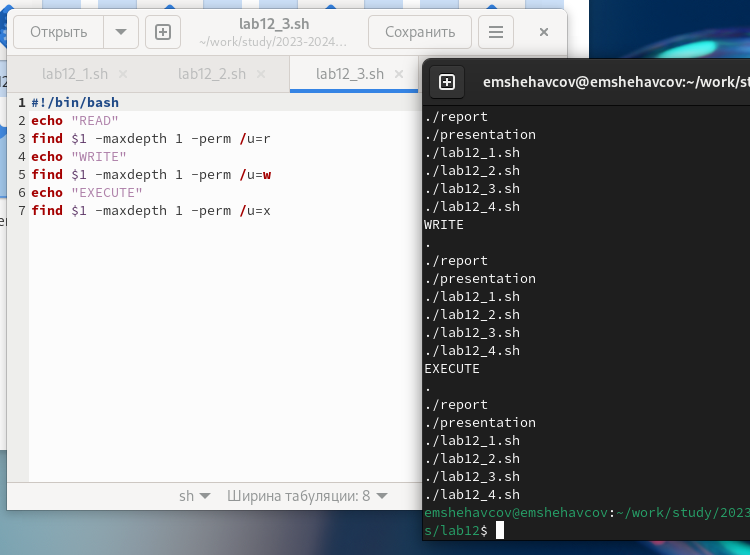 Открыть
lab12_3.sh
~/work/study/2023-2024...
Сохранить
lab12_1.sh
lab12_2.sh
lab12_3.sh
1 #!/bin/bash
2 echo "READ"
3 find $1 -maxdepth 1 -perm /u=r
4 echo "WRITE"
5 find $1 -maxdepth 1 -perm /u=w
6 echo "EXECUTE"
7 find $1 -maxdepth 1 -perm /u=x
sh
Ширина табуляции: 8
emshehavcov@emshehavcov:~/work/st
./report
./presentation
./lab12_1.sh
./lab12_2.sh
./lab12_3.sh
./lab12_4.sh
WRITE
.
./report
./presentation
./lab12_1.sh
./lab12_2.sh
./lab12_3.sh
./lab12_4.sh
EXECUTE
.
./report
./presentation
./lab12_1.sh
./lab12_2.sh
./lab12_3.sh
./lab12_4.sh
emshehavcov@emshehavcov:~/work/study/2023
s/lab12$